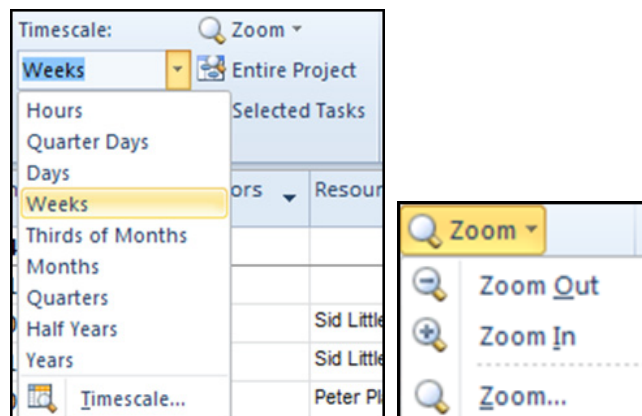 Timescale: Zoom
Weeks Entire Project
Hours Selected Tasks
Quarter Days
Days
Weeks ors Resour
Thirds of Months
Months
Quarters
Half Years Sid Little
Years Sid Little
Timescale... Peter Pl
Zoom
Zoom Out
Zoom In
Zoom...